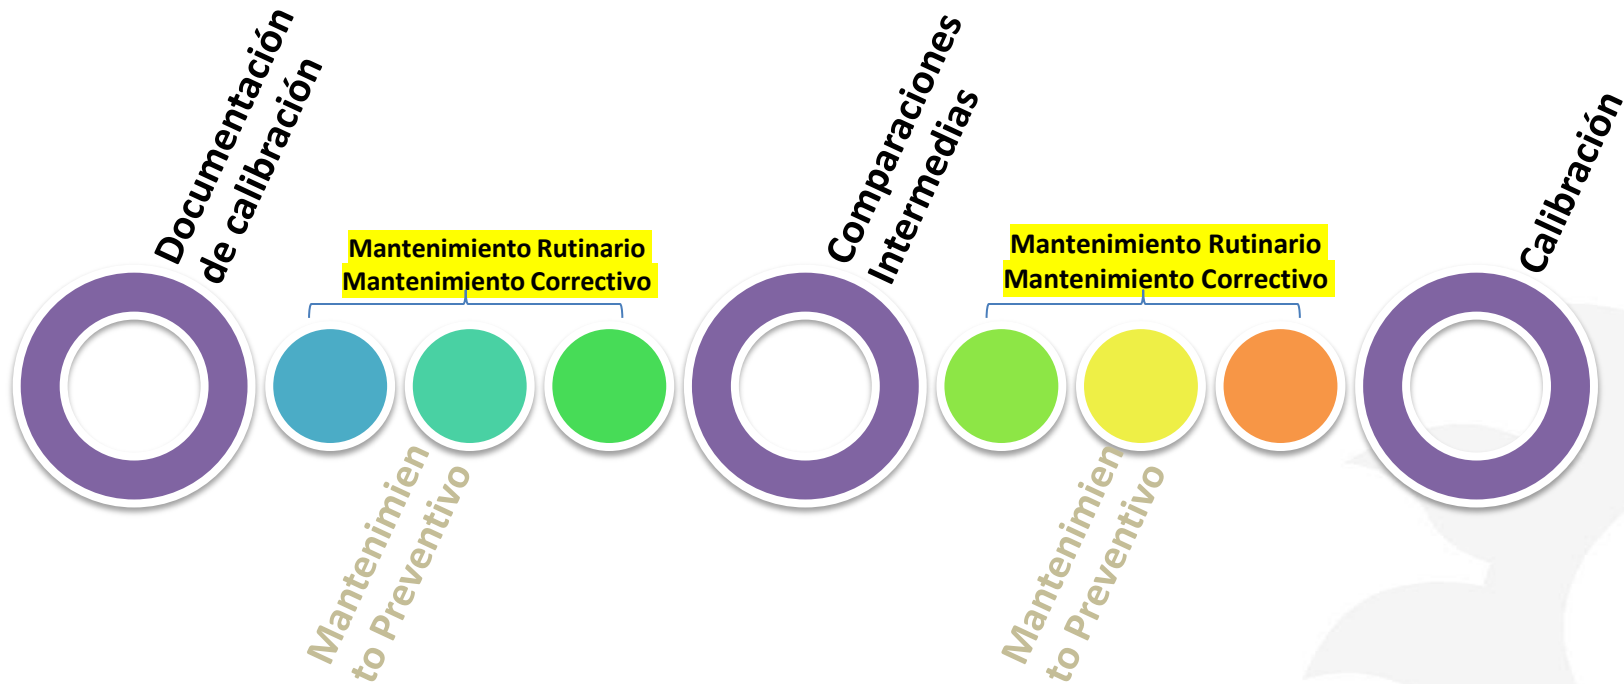 Documentación
de calibración
Mantenimiento Rutinario
Mantenimiento Correctivo
Mantenimien
to Preventivo
Comparaciones
Intermedias
Mantenimiento Rutinario
Mantenimiento Correctivo
Mantenimien
to Preventivo
Calibración